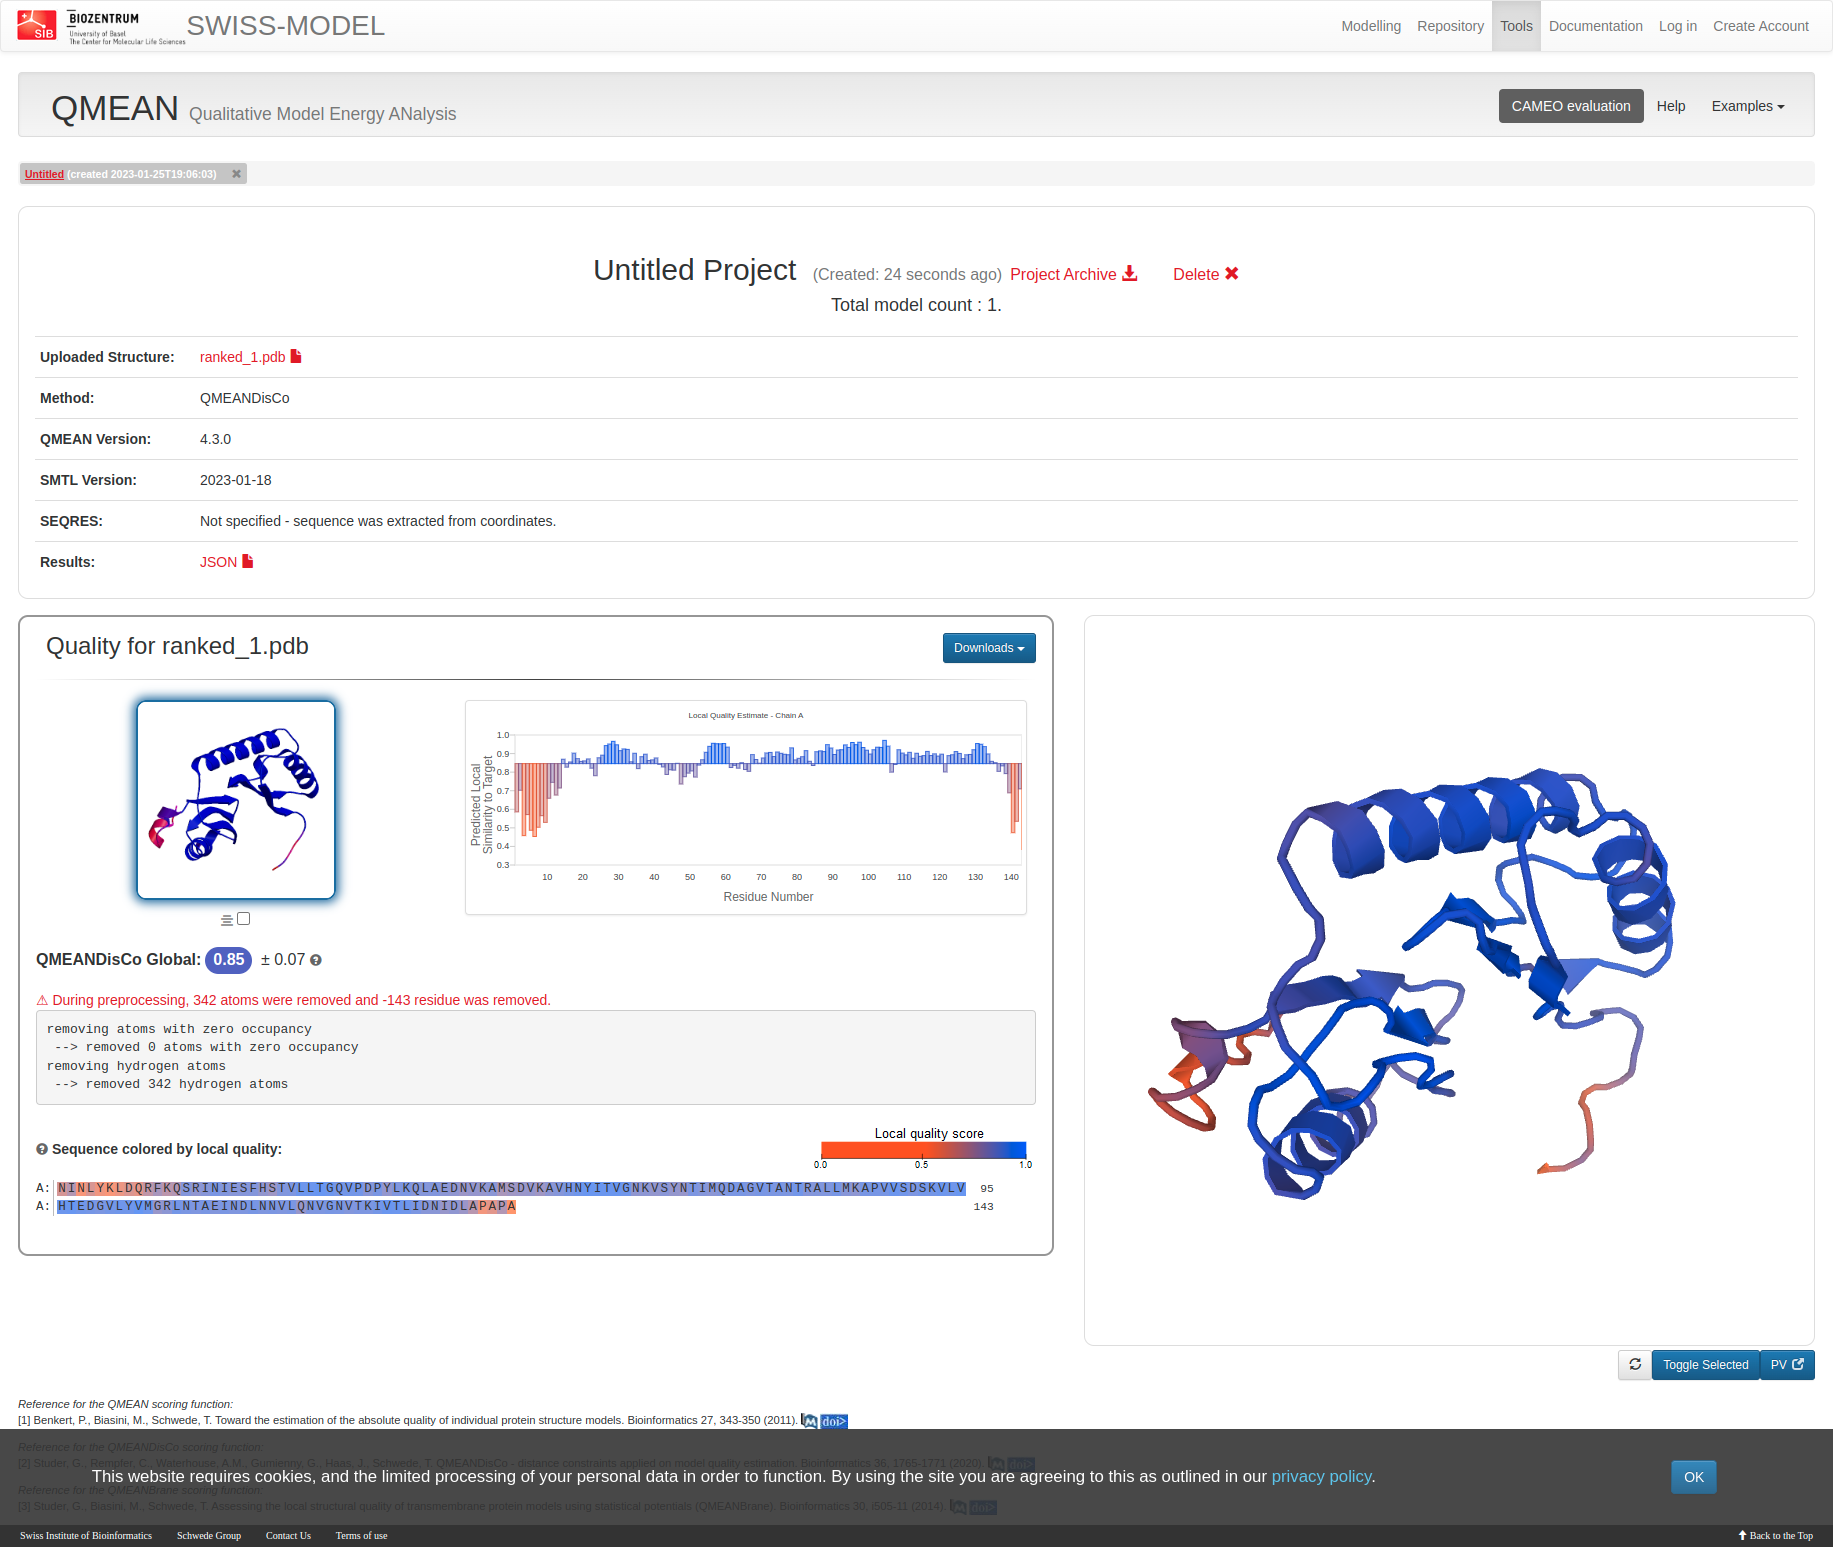 SIB BIOZENTRUM SWISS-MODEL Modelling Repository Tools Documentation Log in Create Account
University of Basel
The Center for Molecular Life Sciences
QMEAN Qualitative Model Energy ANalysis CAMEO evaluation Help Examples
Untitled (created 2023-01-25T19:06:03)
Untitled Project (Created: 24 seconds ago) Project Archive Delete
Total model count : 1.
Uploaded Structure: ranked_1.pdb
Method: QMEANDisCo
QMEAN Version: 4.3.0
SMTL Version: 2023-01-18
SEQRES: Not specified - sequence was extracted from coordinates.
Results: JSON
Quality for ranked_1.pdb Downloads
Local Quality Estimate - Chain A
Predicted Local
Similarity to Target
1.0
0.9
0.8
0.7
0.6
0.5
0.4
0.3
10 20 30 40 50 60 70 80 90 100 110 120 130 140
Residue Number
QMEANDisCo Global: 0.85 ± 0.07
⚠ During preprocessing, 342 atoms were removed and -143 residue was removed.
removing atoms with zero occupancy
--> removed 0 atoms with zero occupancy
removing hydrogen atoms
--> removed 342 hydrogen atoms
Sequence colored by local quality:
Local quality score
0.0 0.5 1.0
A: NINLYKLDQRFKQSRINIESFHSTVLLTGQVPDPYLKQLAEDNVKAMSDVKAVHNYITVGNKVSYNTIMQDAGVTANTRALLMKAPVVSDSKVLV 95
A: HTEDGVLYVMGRLNTAEINDLNNVLQNVGNVTKIVTLIDNIDLAPAPA 143
Toggle Selected PV
Reference for the QMEAN scoring function:
[1] Benkert, P., Biasini, M., Schwede, T. Toward the estimation of the absolute quality of individual protein structure models. Bioinformatics 27, 343-350 (2011). M doi>
Reference for the QMEANDisCo scoring function:
[2] Studer, G., Rempfer, C., Waterhouse, A.M., Gumienny, G., Haas, J., Schwede, T. QMEANDisCo - distance constraints applied on model quality estimation. Bioinformatics 36, 1765-1771 (2020). M doi>
This website requires cookies, and the limited processing of your personal data in order to function. By using the site you are agreeing to this as outlined in our privacy policy. OK
Reference for the QMEANBrane scoring function:
[3] Studer, G., Biasini, M., Schwede, T. Assessing the local structural quality of transmembrane protein models using statistical potentials (QMEANBrane). Bioinformatics 30, i505-11 (2014). M doi>
Swiss Institute of Bioinformatics Schwede Group Contact Us Terms of use Back to the Top